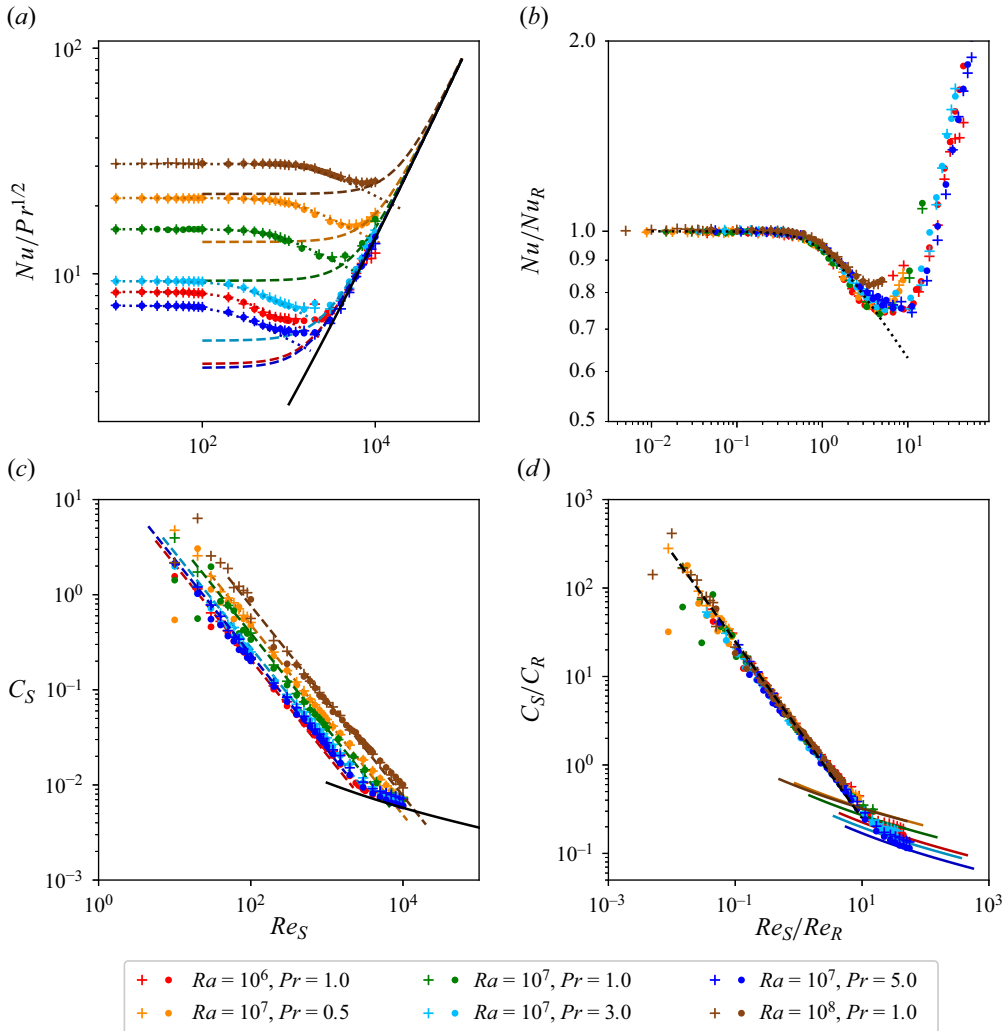 (a)
(b)
10²
10¹
Nu/Pr^{1/2}
10²
10⁴
2.0
1.0
0.9
0.8
0.7
0.6
0.5
Nu/Nu_R
10⁻²
10⁻¹
10⁰
10¹
(c)
(d)
10¹
10⁰
10⁻¹
10⁻²
10⁻³
C_S
10⁰
10²
10⁴
Re_S
10³
10²
10¹
10⁰
10⁻¹
C_S/C_R
10⁻³
10⁻¹
10¹
10³
Re_S/Re_R
Ra = 10⁶, Pr = 1.0
Ra = 10⁷, Pr = 1.0
Ra = 10⁷, Pr = 5.0
Ra = 10⁷, Pr = 0.5
Ra = 10⁷, Pr = 3.0
Ra = 10⁸, Pr = 1.0